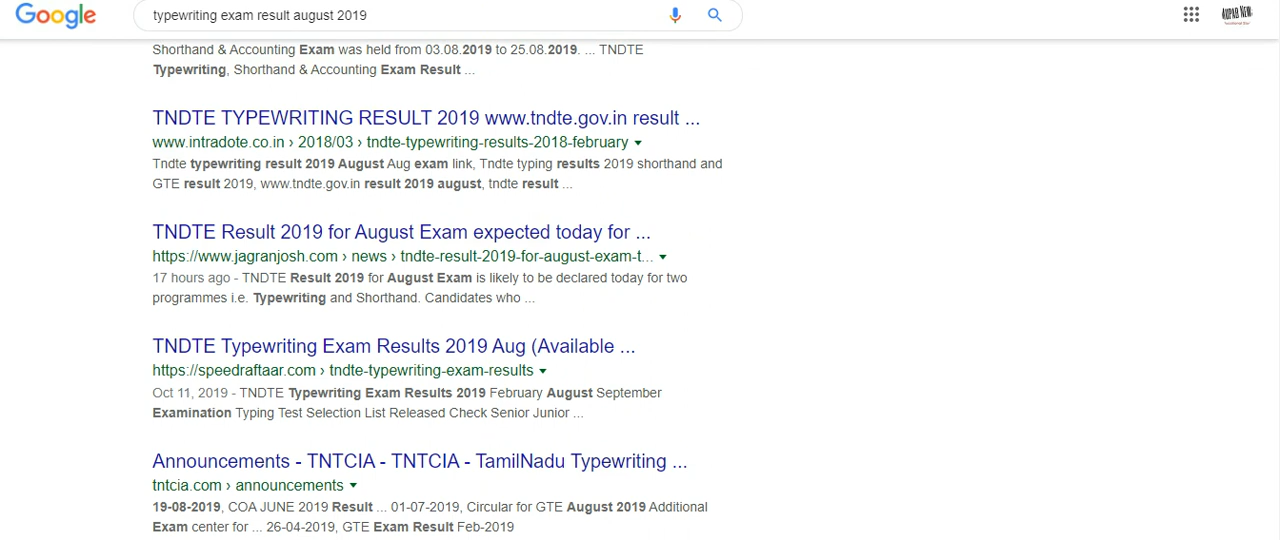 Google
typewriting exam result august 2019
Shorthand & Accounting Exam was held from 03.08.2019 to 25.08.2019. ... TNDTE
Typewriting, Shorthand & Accounting Exam Result ...
TNDTE TYPEWRITING RESULT 2019 www.tndte.gov.in result ...
www.intradote.co.in › 2018/03 › tndte-typewriting-results-2018-february
Tndte typewriting result 2019 August Aug exam link, Tndte typing results 2019 shorthand and
GTE result 2019, www.tndte.gov.in result 2019 august, tndte result ...
TNDTE Result 2019 for August Exam expected today for ...
https://www.jagranjosh.com › news › tndte-result-2019-for-august-exam-t...
17 hours ago - TNDTE Result 2019 for August Exam is likely to be declared today for two
programmes i.e. Typewriting and Shorthand. Candidates who ...
TNDTE Typewriting Exam Results 2019 Aug (Available ...
https://speedraftaar.com › tndte-typewriting-exam-results
Oct 11, 2019 - TNDTE Typewriting Exam Results 2019 February August September
Examination Typing Test Selection List Released Check Senior Junior ...
Announcements - TNTCIA - TNTCIA - TamilNadu Typewriting ...
tntcia.com › announcements
19-08-2019, COA JUNE 2019 Result ... 01-07-2019, Circular for GTE August 2019 Additional
Exam center for ... 26-04-2019, GTE Exam Result Feb-2019